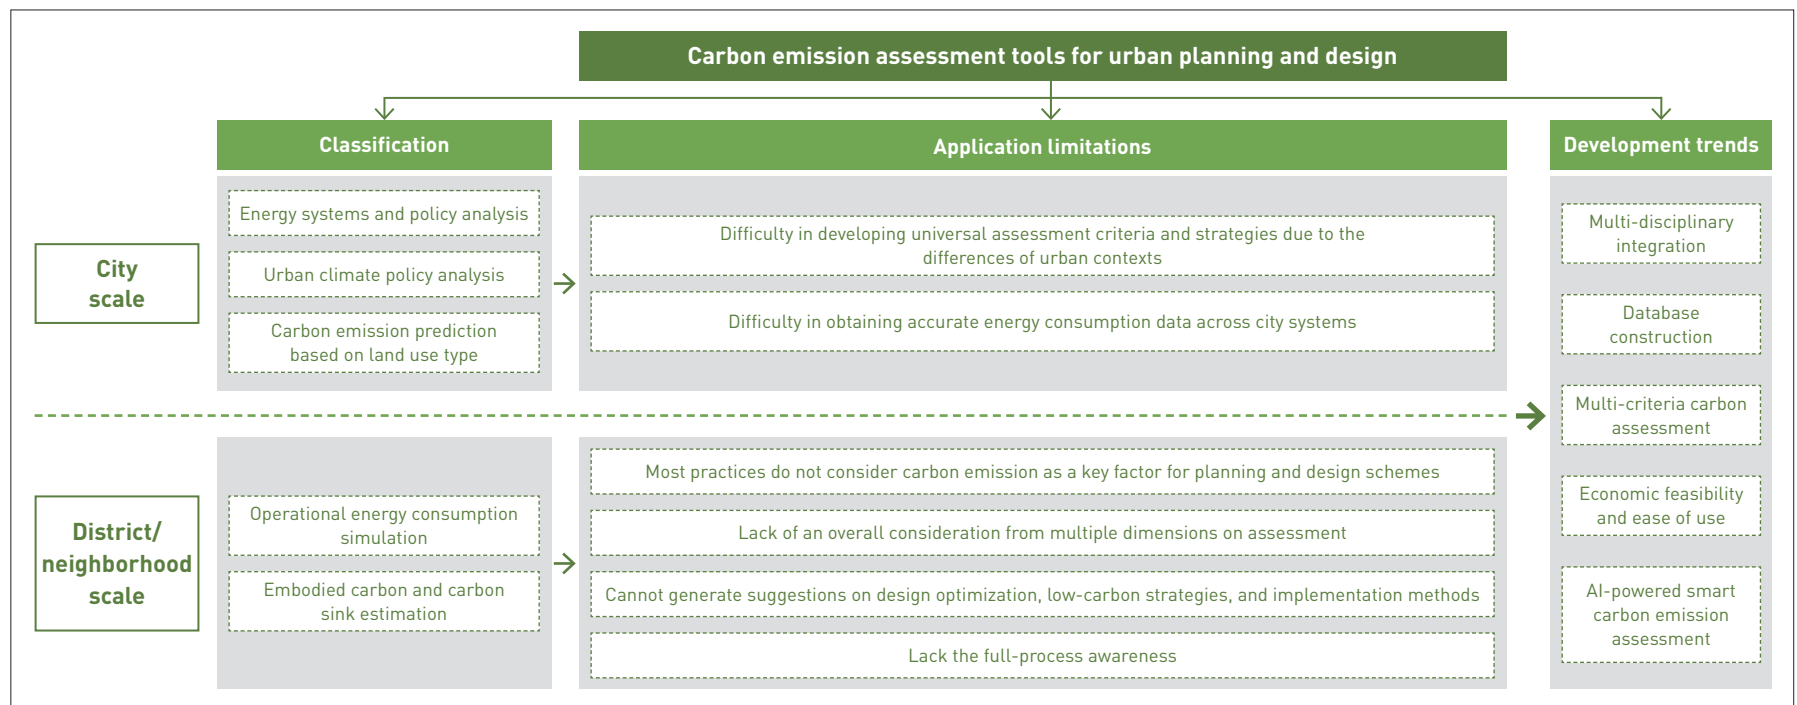 Carbon emission assessment tools for urban planning and design
Classification
Application limitations
Development trends
City
scale
Energy systems and policy analysis
Urban climate policy analysis
Carbon emission prediction
based on land use type
Difficulty in developing universal assessment criteria and strategies due to the
differences of urban contexts
Difficulty in obtaining accurate energy consumption data across city systems
District/
neighborhood
scale
Operational energy consumption
simulation
Embodied carbon and carbon
sink estimation
Most practices do not consider carbon emission as a key factor for planning and design schemes
Lack of an overall consideration from multiple dimensions on assessment
Cannot generate suggestions on design optimization, low-carbon strategies, and implementation methods
Lack the full-process awareness
Multi-disciplinary
integration
Database
construction
Multi-criteria carbon
assessment
Economic feasibility
and ease of use
AI-powered smart
carbon emission
assessment